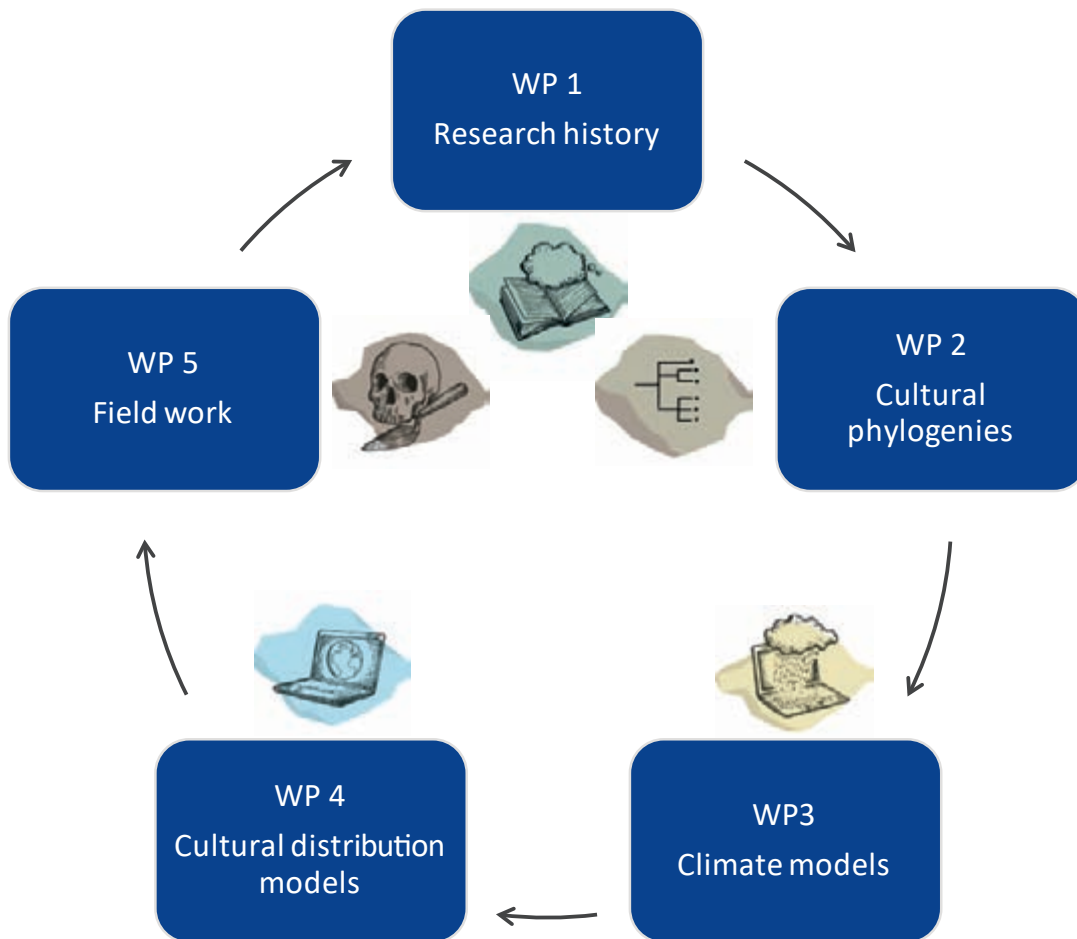 WP 1
Research history
WP 5
Field work
WP 2
Cultural
phylogenies
WP 4
Cultural distribution
models
WP3
Climate models